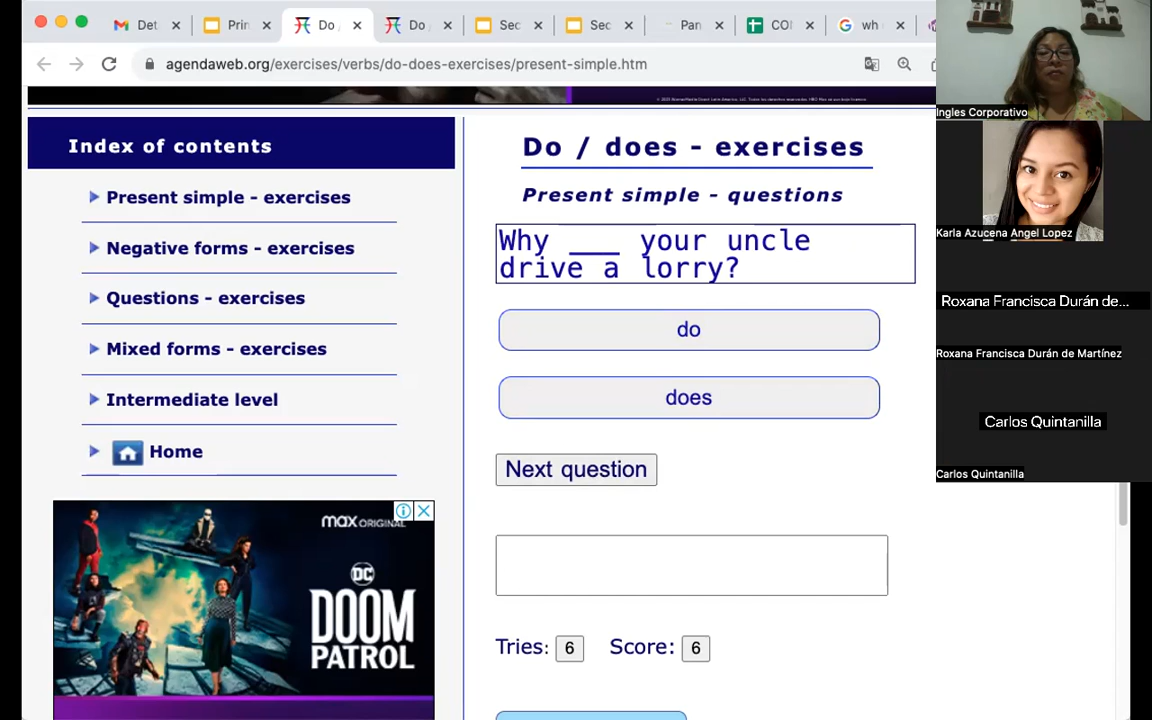 Det
Prin
Do /
Do /
Sec
Sec
Pan
COI
wh
agendaweb.org/exercises/verbs/do-does-exercises/present-simple.htm
Index of contents
Present simple - exercises
Negative forms - exercises
Questions - exercises
Mixed forms - exercises
Intermediate level
Home
max ORIGINAL
DC
DOOM
PATROL
Do / does - exercises
Present simple - questions
Why ___ your uncle
drive a lorry?
do
does
Next question
Tries: 6 Score: 6
Ingles Corporativo
Karla Azucena Angel Lopez
Roxana Francisca Durán de...
Roxana Francisca Durán de Martínez
Carlos Quintanilla
Carlos Quintanilla